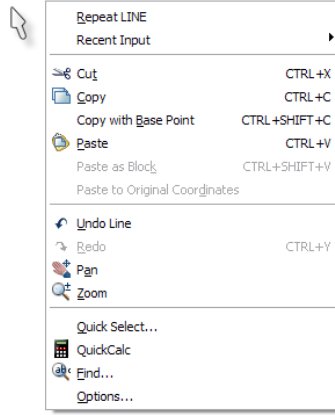 Repeat LINE
Recent Input
Cut CTRL+X
Copy CTRL+C
Copy with Base Point CTRL+SHIFT+C
Paste CTRL+V
Paste as Block CTRL+SHIFT+V
Paste to Original Coordinates
Undo Line
Redo CTRL+Y
Pan
Zoom
Quick Select...
QuickCalc
Find...
Options...